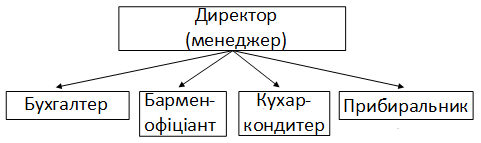 Директор
(менеджер)
Бухгалтер
Бармен-
офіціант
Кухар-
кондитер
Прибиральник